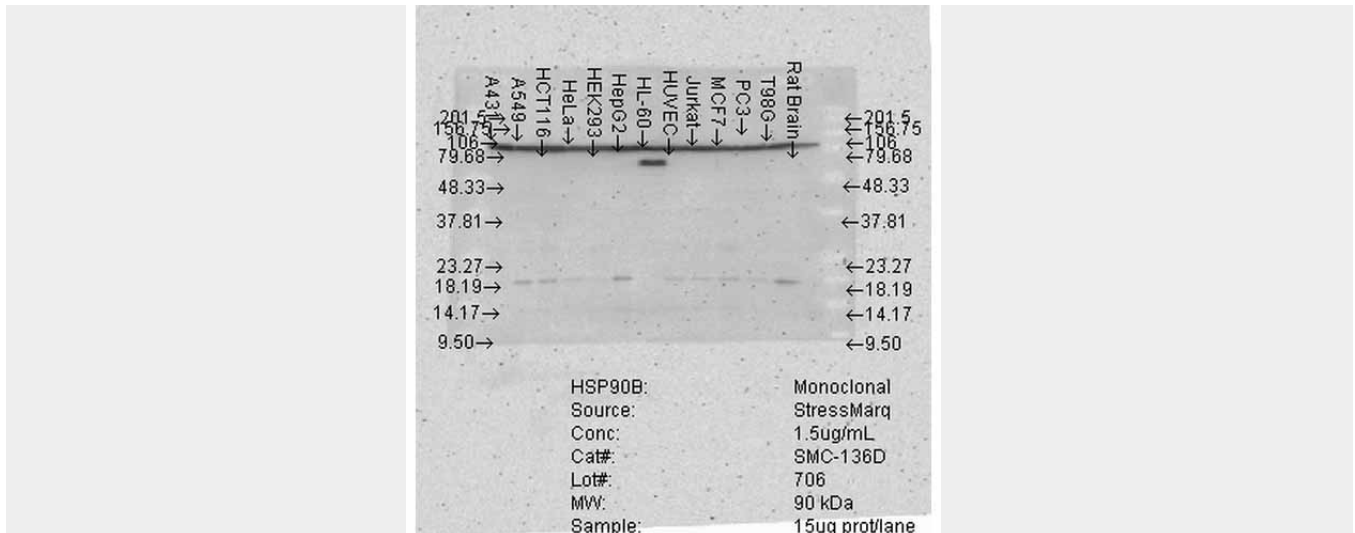 A431
A549→
HCT116→
HeLa→
HEK293→
HepG2→
HL-60→
HUVEC→
Jurkat→
MCF7→
PC3→
T98G→
Rat Brain→
201.5→ ←201.5
156.75→ ←156.75
106→ ←106
79.68→ ←79.68
48.33→ ←48.33
37.81→ ←37.81
23.27→ ←23.27
18.19→ ←18.19
14.17→ ←14.17
9.50→ ←9.50
HSP90B: Monoclonal
Source: StressMarq
Conc: 1.5ug/mL
Cat#: SMC-136D
Lot#: 706
MW: 90 kDa
Sample: 15ug prot/lane